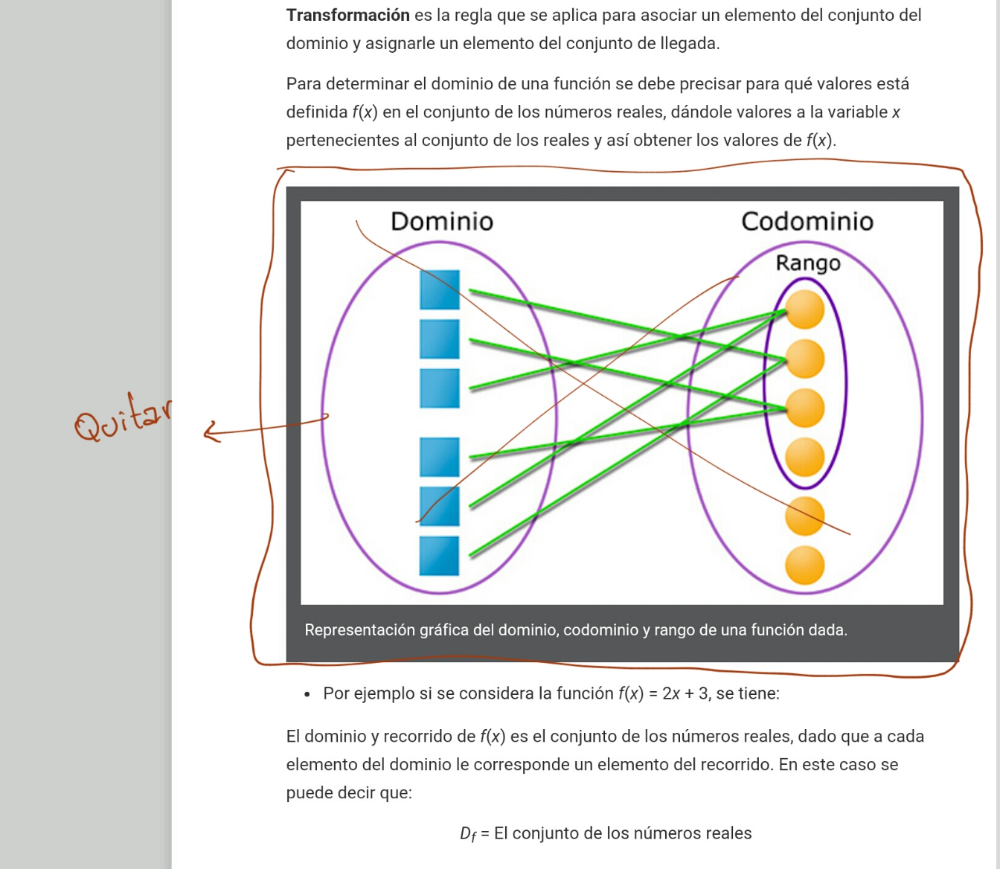 Transformación es la regla que se aplica para asociar un elemento del conjunto del
dominio y asignarle un elemento del conjunto de llegada.
Para determinar el dominio de una función se debe precisar para qué valores está
definida f(x) en el conjunto de los números reales, dándole valores a la variable x
pertenecientes al conjunto de los reales y así obtener los valores de f(x).
Dominio
Codominio
Rango
Quitar
Representación gráfica del dominio, codominio y rango de una función dada.
• Por ejemplo si se considera la función f(x) = 2x + 3, se tiene:
El dominio y recorrido de f(x) es el conjunto de los números reales, dado que a cada
elemento del dominio le corresponde un elemento del recorrido. En este caso se
puede decir que:
Df = El conjunto de los números reales